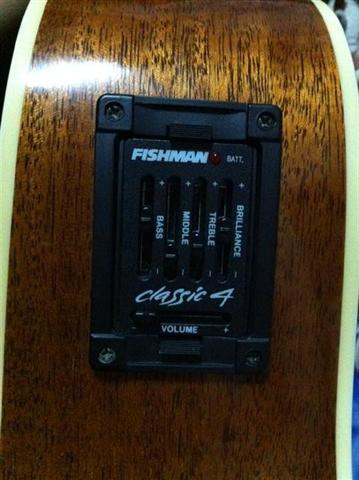 FISHMAN
BATT.
BASS
MIDDLE
TREBLE
BRILLIANCE
classic 4
VOLUME